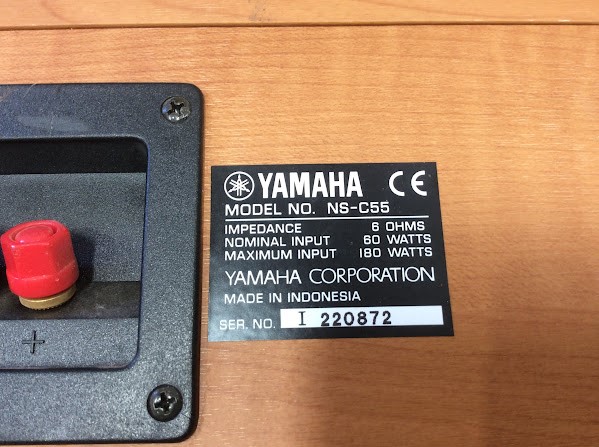 YAMAHA CE
MODEL NO. NS-C55
IMPEDANCE 6 OHMS
NOMINAL INPUT 60 WATTS
MAXIMUM INPUT 180 WATTS
YAMAHA CORPORATION
MADE IN INDONESIA
SER. NO. I 220872
+